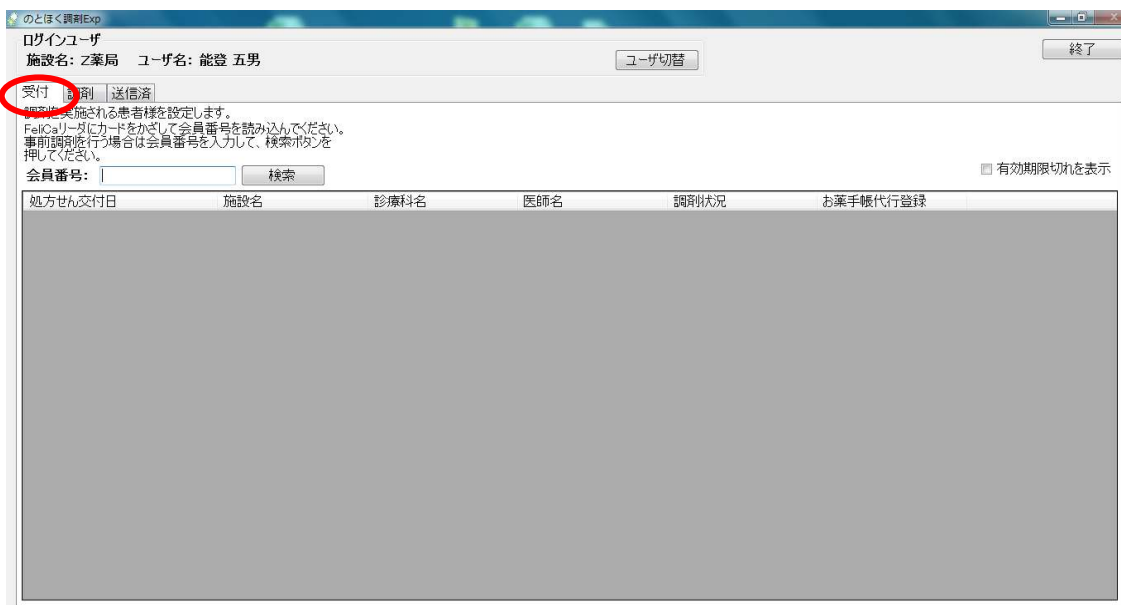 のとほく調剤Exp
ログインユーザ
施設名: Z薬局 ユーザ名: 能登 五男
ユーザ切替
終了
受付 調剤 送信済
調剤を実施される患者様を設定します。
FeliCaリーダにカードをかざして会員番号を読み込んでください。
事前調剤を行う場合は会員番号を入力して、検索ボタンを
押してください。
会員番号: 検索
有効期限切れを表示
処方せん交付日 施設名 診療科名 医師名 調剤状況 お薬手帳代行登録